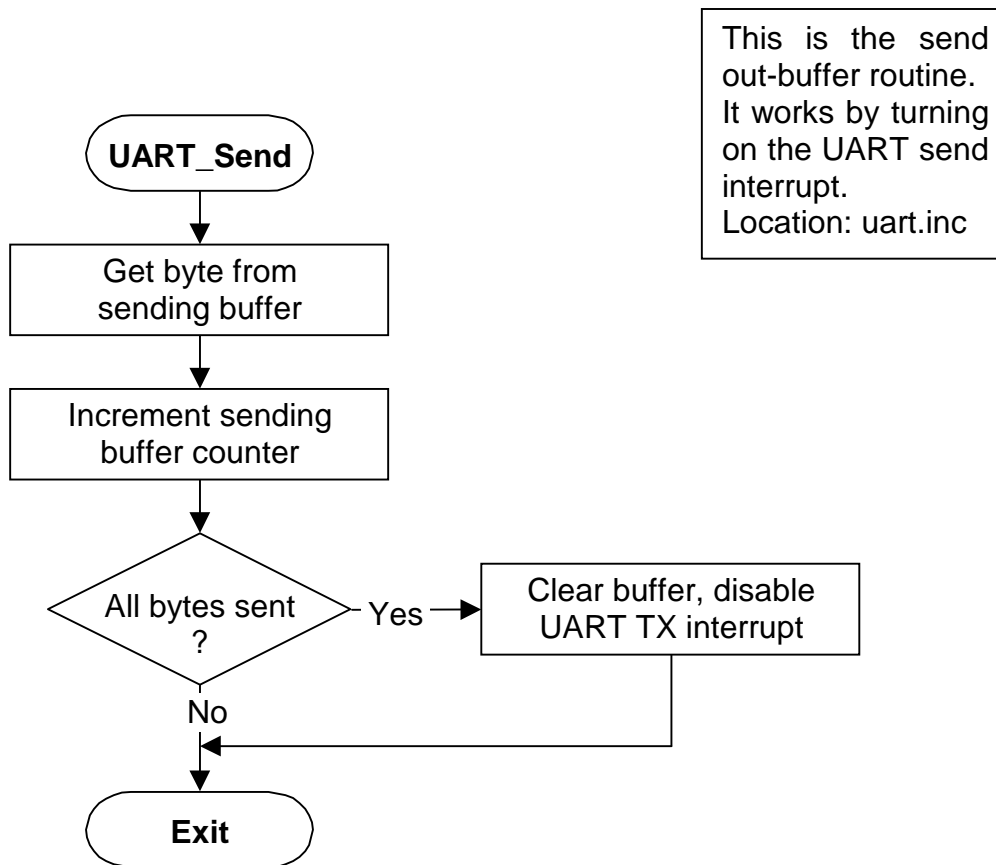 This is the send
out-buffer routine.
It works by turning
on the UART send
interrupt.
Location: uart.inc
UART_Send
Get byte from
sending buffer
Increment sending
buffer counter
All bytes sent
?
Yes
Clear buffer, disable
UART TX interrupt
No
Exit